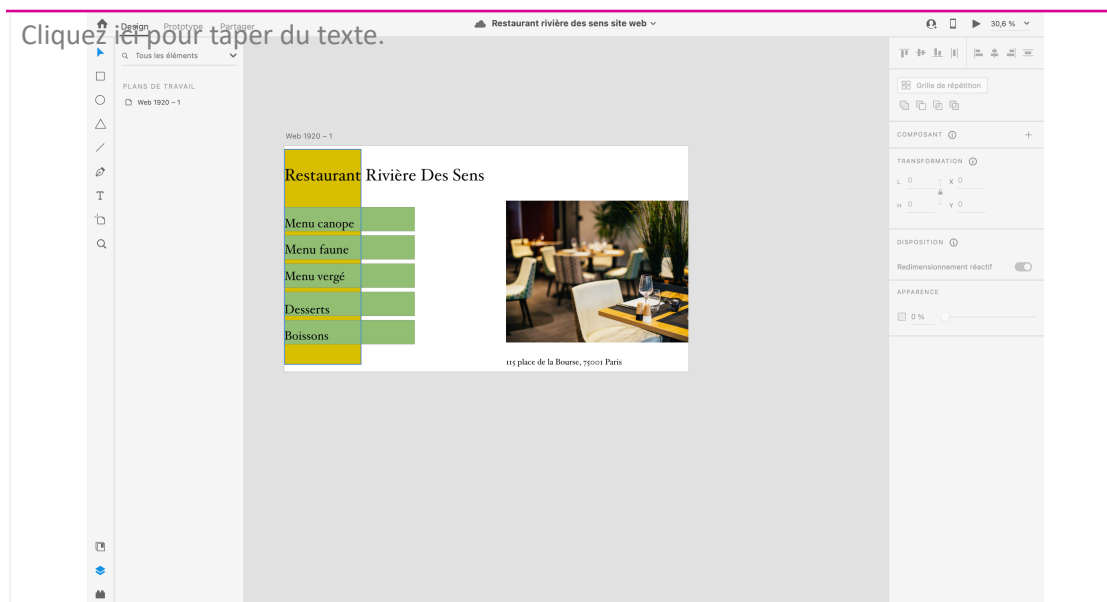 Design Prototype Partager
Restaurant rivière des sens site web
30,6 %
Cliquez ici pour taper du texte.
Tous les éléments
PLANS DE TRAVAIL
Web 1920 – 1
Web 1920 – 1
Restaurant Rivière Des Sens
Menu canope
Menu faune
Menu vergé
Desserts
Boissons
115 place de la Bourse, 75001 Paris
Grille de répétition
COMPOSANT
TRANSFORMATION
L 0 X 0
H 0 Y 0
DISPOSITION
Redimensionnement réactif
APPARENCE
0 %